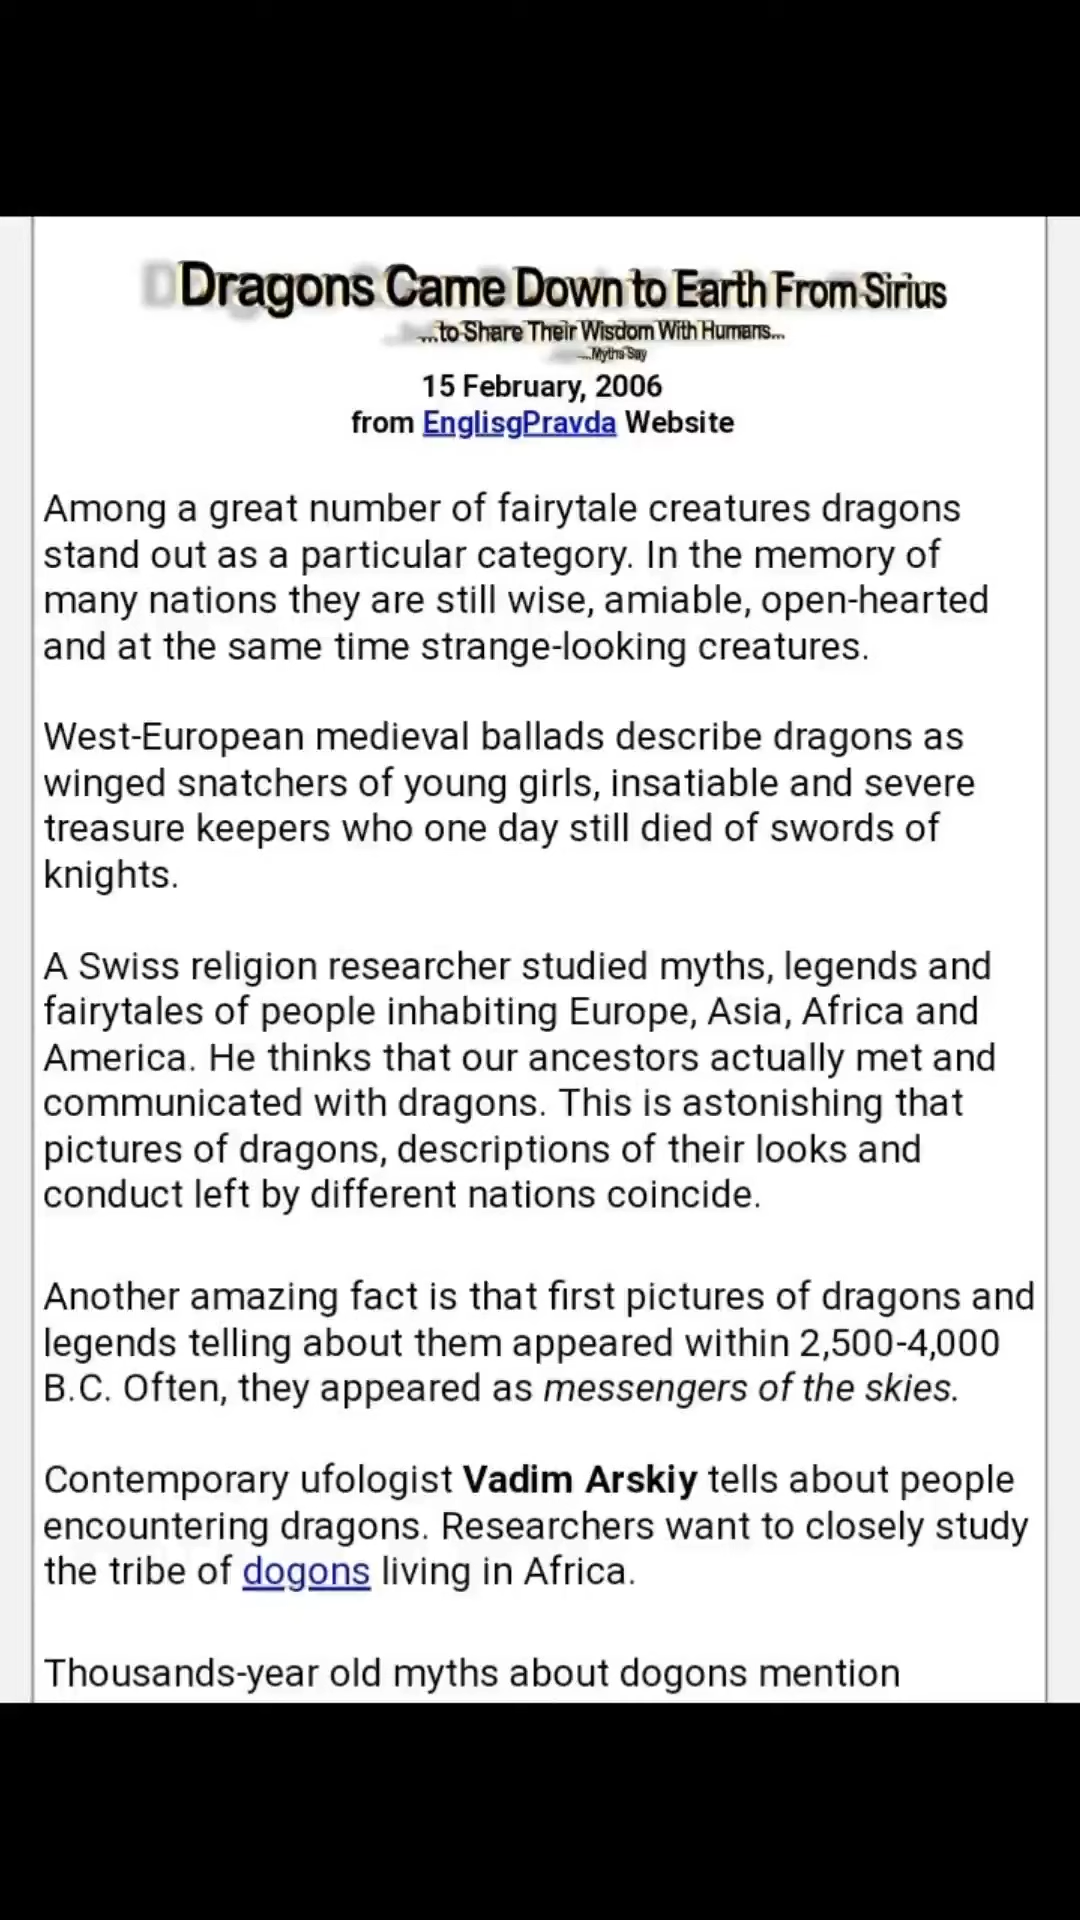 Dragons Came Down to Earth From Sirius
...to Share Their Wisdom With Humans...
...Myths Say
15 February, 2006
from EnglisgPravda Website
Among a great number of fairytale creatures dragons
stand out as a particular category. In the memory of
many nations they are still wise, amiable, open-hearted
and at the same time strange-looking creatures.
West-European medieval ballads describe dragons as
winged snatchers of young girls, insatiable and severe
treasure keepers who one day still died of swords of
knights.
A Swiss religion researcher studied myths, legends and
fairytales of people inhabiting Europe, Asia, Africa and
America. He thinks that our ancestors actually met and
communicated with dragons. This is astonishing that
pictures of dragons, descriptions of their looks and
conduct left by different nations coincide.
Another amazing fact is that first pictures of dragons and
legends telling about them appeared within 2,500-4,000
B.C. Often, they appeared as messengers of the skies.
Contemporary ufologist Vadim Arskiy tells about people
encountering dragons. Researchers want to closely study
the tribe of dogons living in Africa.
Thousands-year old myths about dogons mention